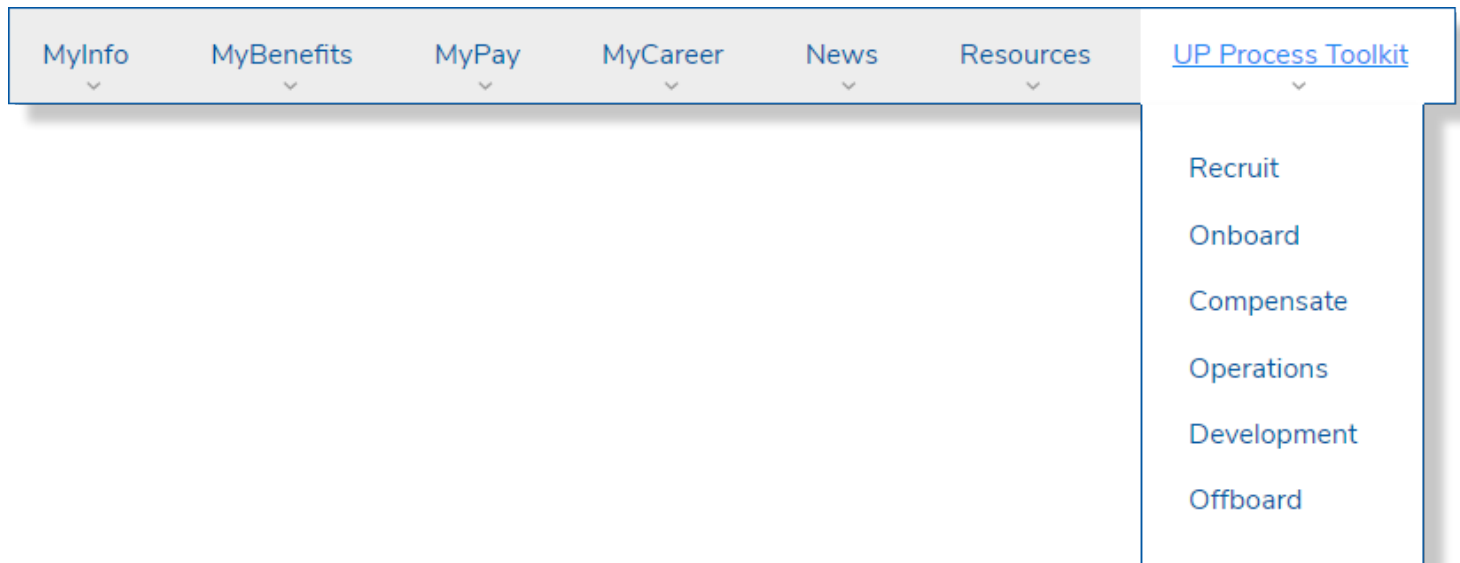 MyInfo MyBenefits MyPay MyCareer News Resources UP Process Toolkit
Recruit
Onboard
Compensate
Operations
Development
Offboard